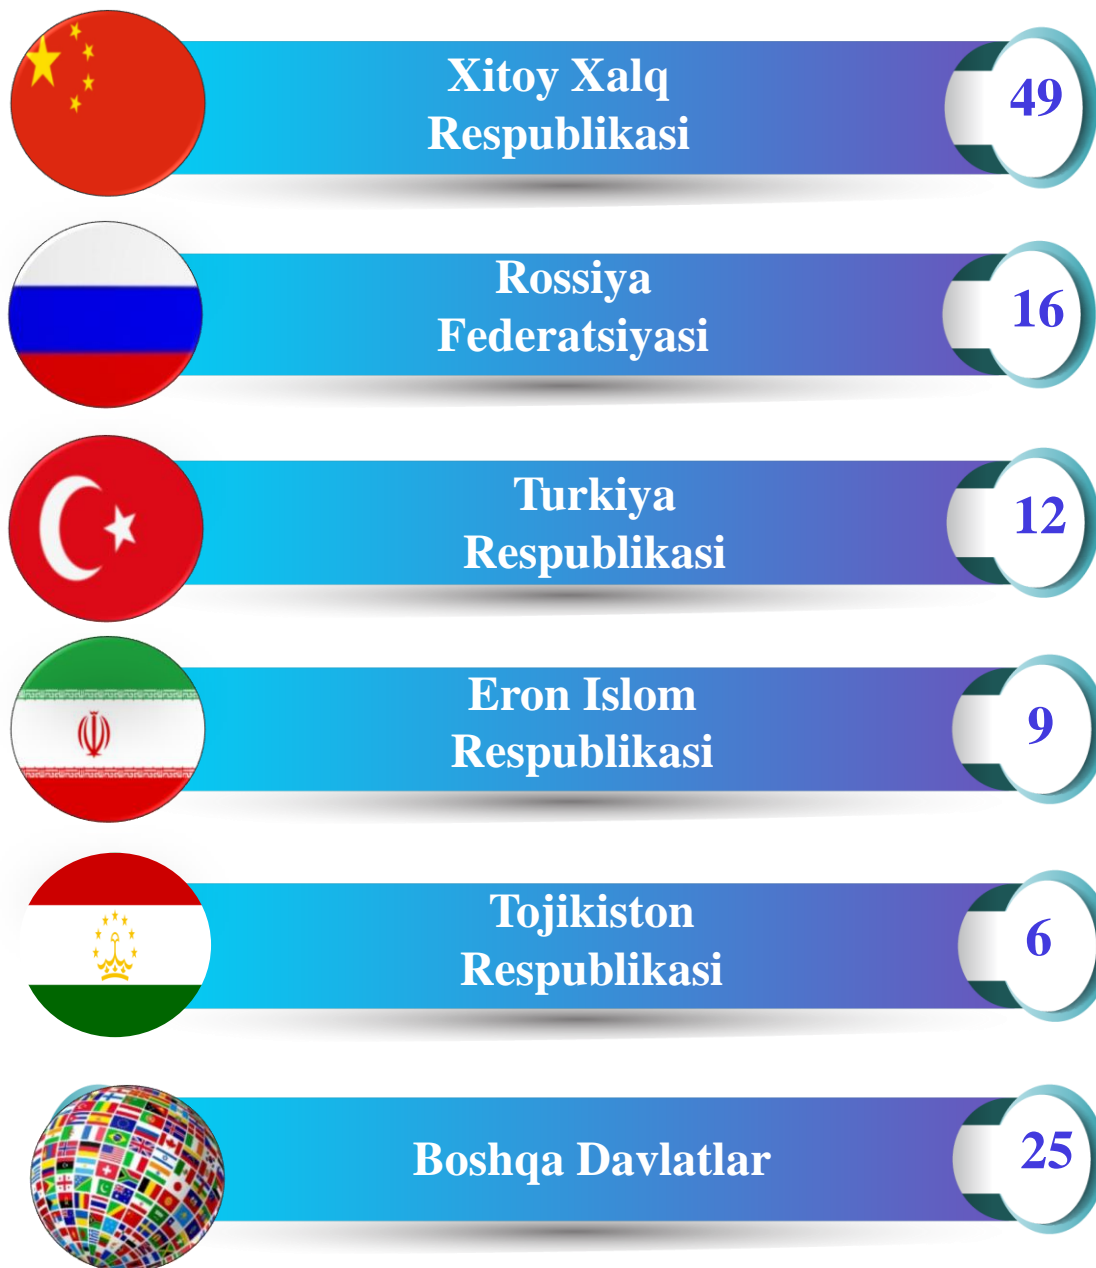 Xitoy Xalq
Respublikasi
49
Rossiya
Federatsiyasi
16
Turkiya
Respublikasi
12
Eron Islom
Respublikasi
9
Tojikiston
Respublikasi
6
Boshqa Davlatlar
25